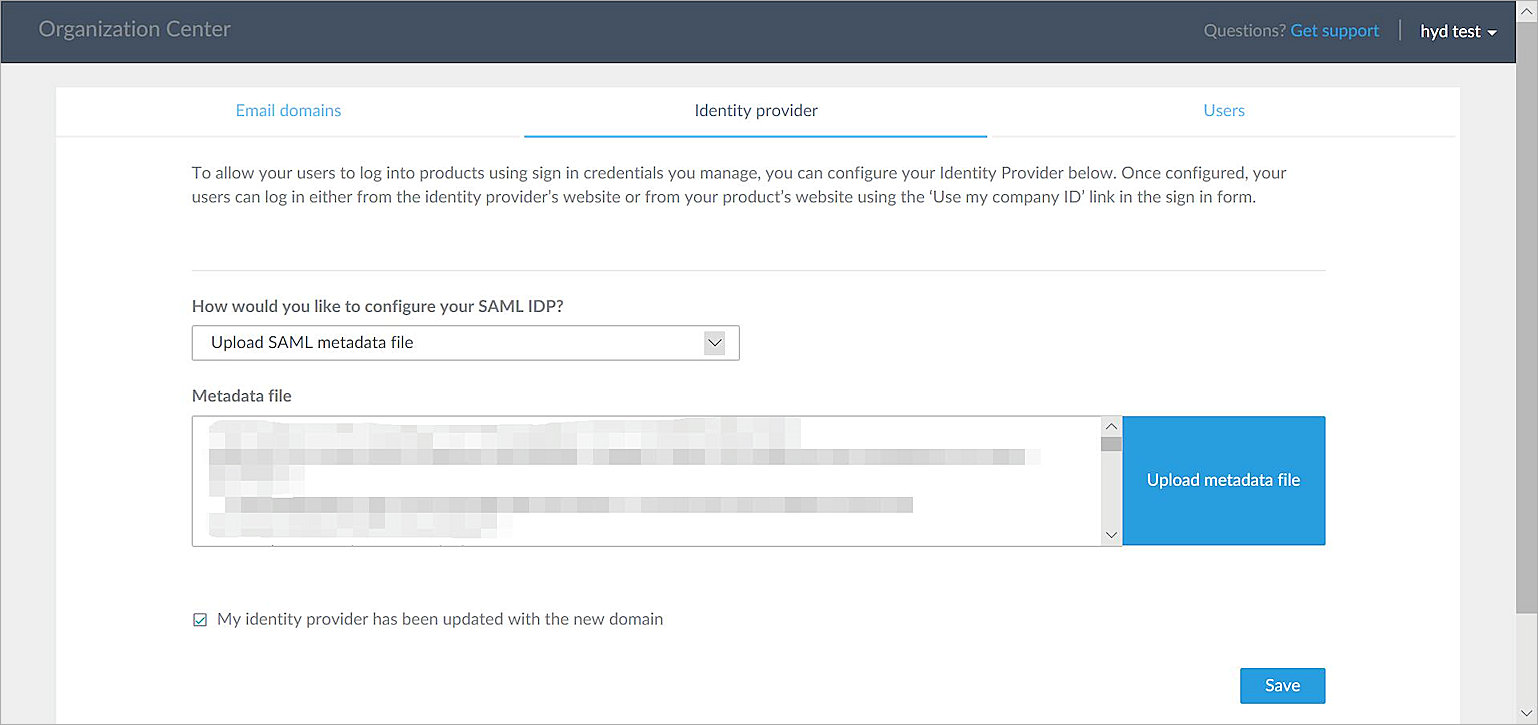 Organization Center
Questions? Get support
hyd test
Email domains
Identity provider
Users
To allow your users to log into products using sign in credentials you manage, you can configure your Identity Provider below. Once configured, your
users can log in either from the identity provider’s website or from your product’s website using the ‘Use my company ID’ link in the sign in form.
How would you like to configure your SAML IDP?
Upload SAML metadata file
Metadata file
Upload metadata file
My identity provider has been updated with the new domain
Save